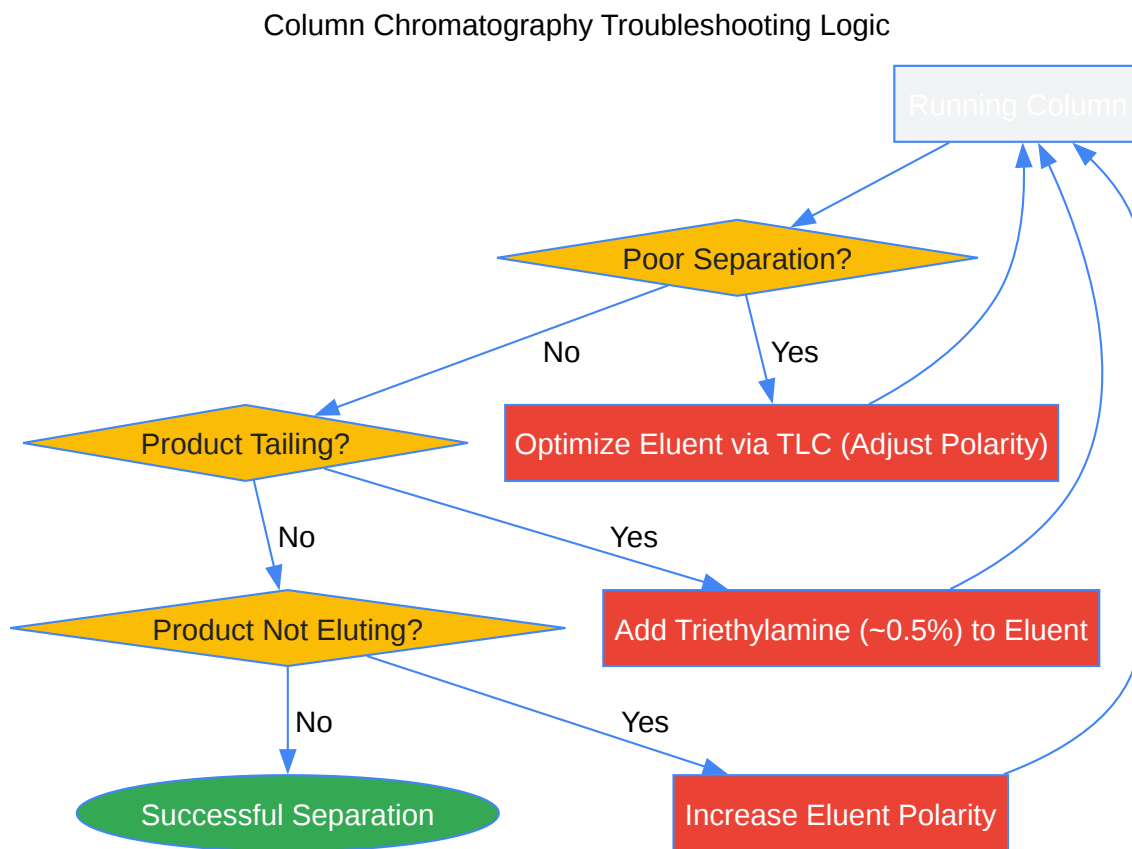 Column Chromatography Troubleshooting Logic
Running Column
Poor Separation?
No
Yes
Product Tailing?
Optimize Eluent via TLC (Adjust Polarity)
No
Yes
Product Not Eluting?
Add Triethylamine (~0.5%) to Eluent
No
Yes
Successful Separation
Increase Eluent Polarity